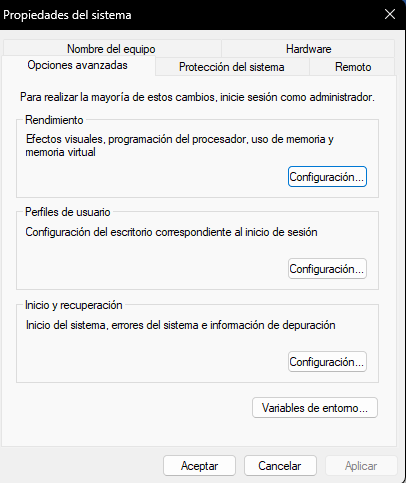 Propiedades del sistema
Nombre del equipo
Hardware
Opciones avanzadas
Protección del sistema
Remoto
Para realizar la mayoría de estos cambios, inicie sesión como administrador.
Rendimiento
Efectos visuales, programación del procesador, uso de memoria y
memoria virtual
Configuración...
Perfiles de usuario
Configuración del escritorio correspondiente al inicio de sesión
Configuración...
Inicio y recuperación
Inicio del sistema, errores del sistema e información de depuración
Configuración...
Variables de entorno...
Aceptar
Cancelar
Aplicar